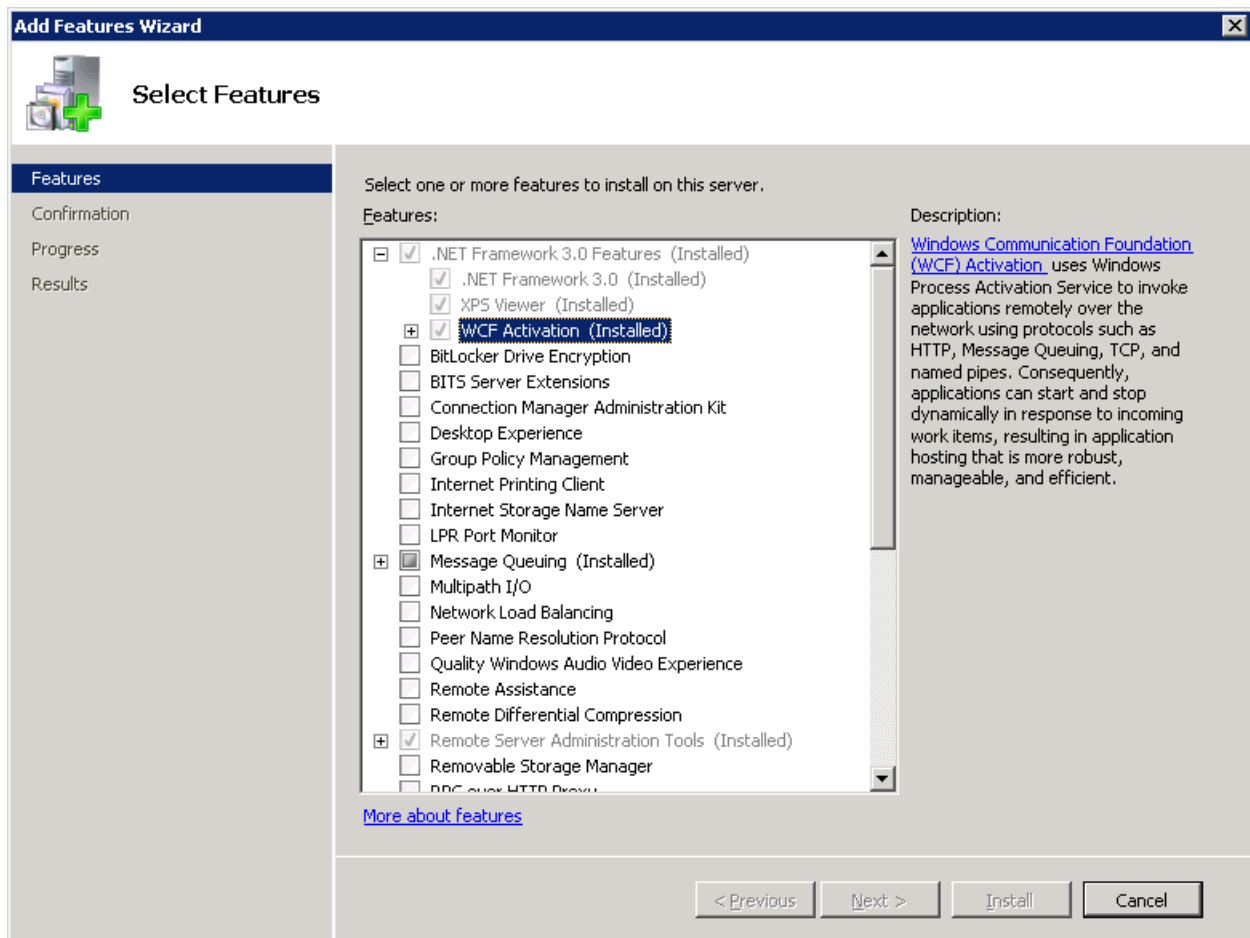 Add Features Wizard
Select Features
Features
Confirmation
Progress
Results
Select one or more features to install on this server.
Features:
.NET Framework 3.0 Features (Installed)
.NET Framework 3.0 (Installed)
XPS Viewer (Installed)
WCF Activation (Installed)
BitLocker Drive Encryption
BITS Server Extensions
Connection Manager Administration Kit
Desktop Experience
Group Policy Management
Internet Printing Client
Internet Storage Name Server
LPR Port Monitor
Message Queuing (Installed)
Multipath I/O
Network Load Balancing
Peer Name Resolution Protocol
Quality Windows Audio Video Experience
Remote Assistance
Remote Differential Compression
Remote Server Administration Tools (Installed)
Removable Storage Manager
RPC over HTTP Proxy
More about features
Description:
Windows Communication Foundation
(WCF) Activation uses Windows
Process Activation Service to invoke
applications remotely over the
network using protocols such as
HTTP, Message Queuing, TCP, and
named pipes. Consequently,
applications can start and stop
dynamically in response to incoming
work items, resulting in application
hosting that is more robust,
manageable, and efficient.
< Previous
Next >
Install
Cancel